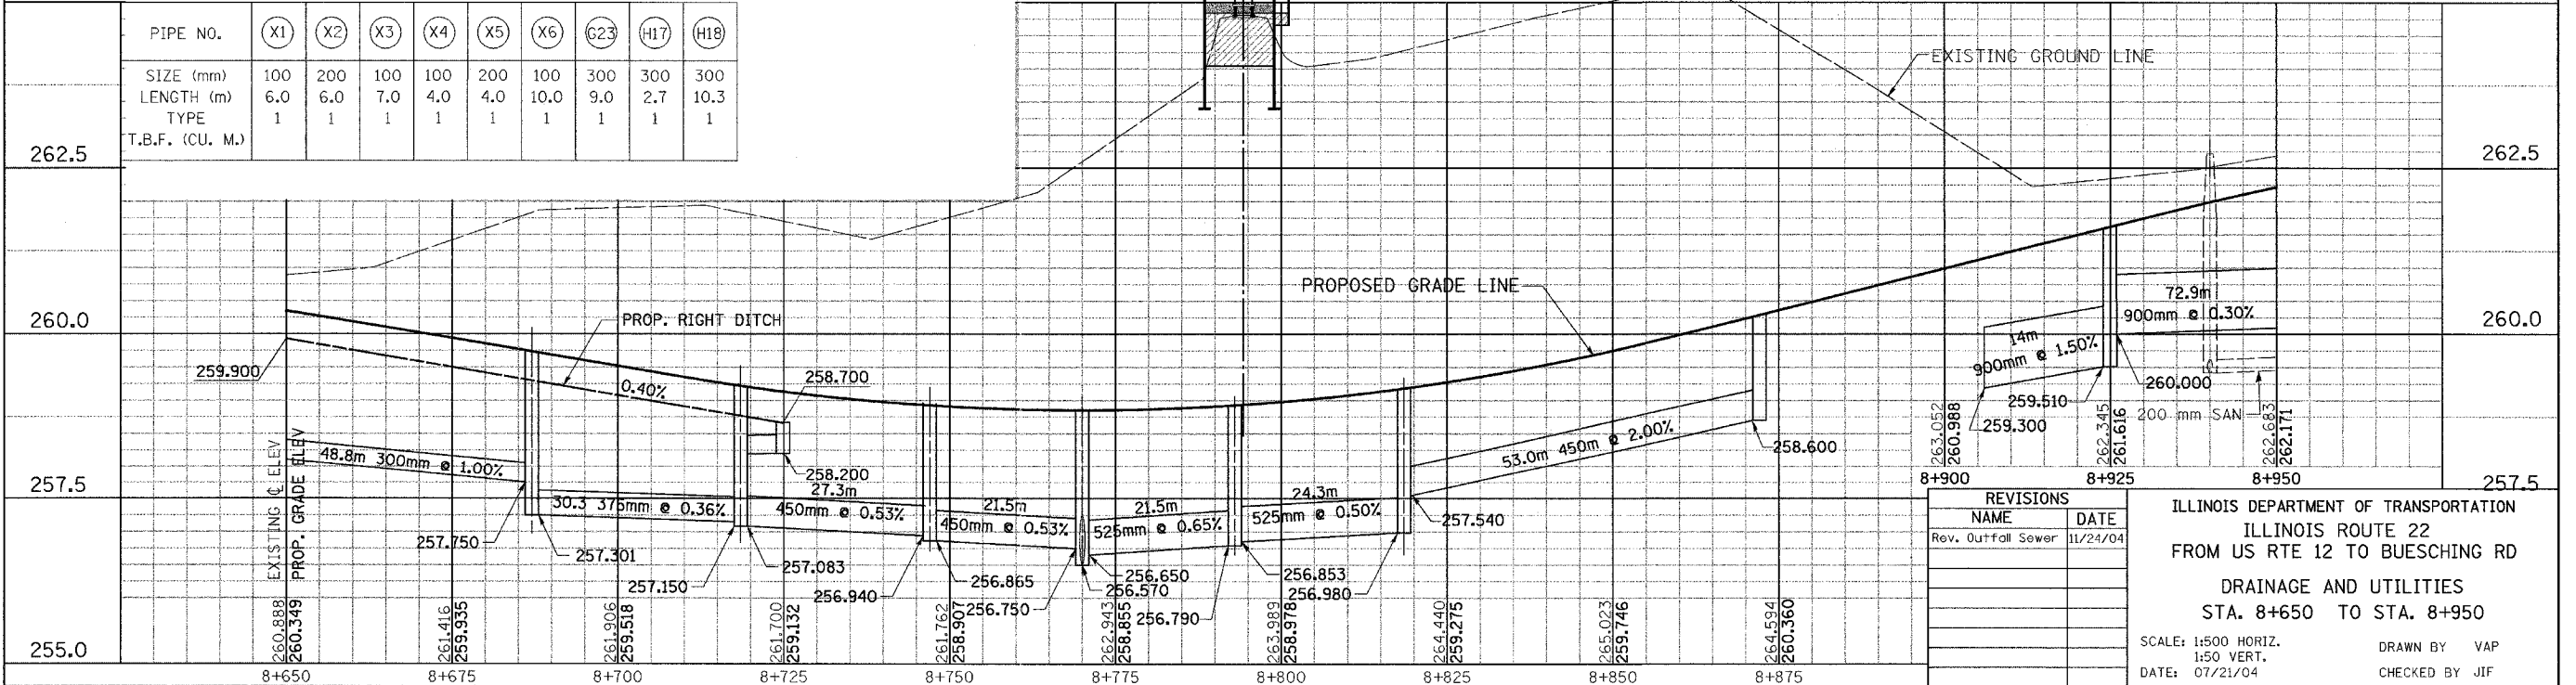 PIPE NO. X1 X2 X3 X4 X5 X6 G23 H17 H18
SIZE (mm) 100 200 100 100 200 100 300 300 300
LENGTH (m) 6.0 6.0 7.0 4.0 4.0 10.0 9.0 2.7 10.3
TYPE 1 1 1 1 1 1 1 1 1
T.B.F. (CU. M.)
EXISTING GROUND LINE
262.5
262.5
PROPOSED GRADE LINE
72.9m
900mm @ 0.30%
260.0
PROP. RIGHT DITCH
260.0
14m
900mm @ 1.50%
259.900
0.40%
258.700
260.000
259.510
200 mm SAN
259.300
48.8m 300mm @ 1.00%
258.200
53.0m 450m @ 2.00%
258.600
257.5
257.5
30.3 375mm @ 0.36%
27.3m
450mm @ 0.53%
21.5m
450mm @ 0.53%
21.5m
525mm @ 0.65%
24.3m
525mm @ 0.50%
257.540
257.750
257.301
257.150
257.083
256.940
256.865
256.750
256.650
256.570
256.790
256.853
256.980
EXISTING ℄ ELEV
PROP. GRADE ELEV
260.888
260.349
261.416
259.935
261.906
259.518
261.700
259.132
261.762
258.907
262.943
258.855
263.989
258.978
264.440
259.275
265.023
259.746
264.594
260.360
263.052
260.988
262.345
261.616
262.683
262.171
8+900 8+925 8+950
255.0
8+650 8+675 8+700 8+725 8+750 8+775 8+800 8+825 8+850 8+875
REVISIONS
NAME DATE
Rev. Outfall Sewer 11/24/04
ILLINOIS DEPARTMENT OF TRANSPORTATION
ILLINOIS ROUTE 22
FROM US RTE 12 TO BUESCHING RD
DRAINAGE AND UTILITIES
STA. 8+650 TO STA. 8+950
SCALE: 1:500 HORIZ.
1:50 VERT.
DATE: 07/21/04
DRAWN BY VAP
CHECKED BY JIF